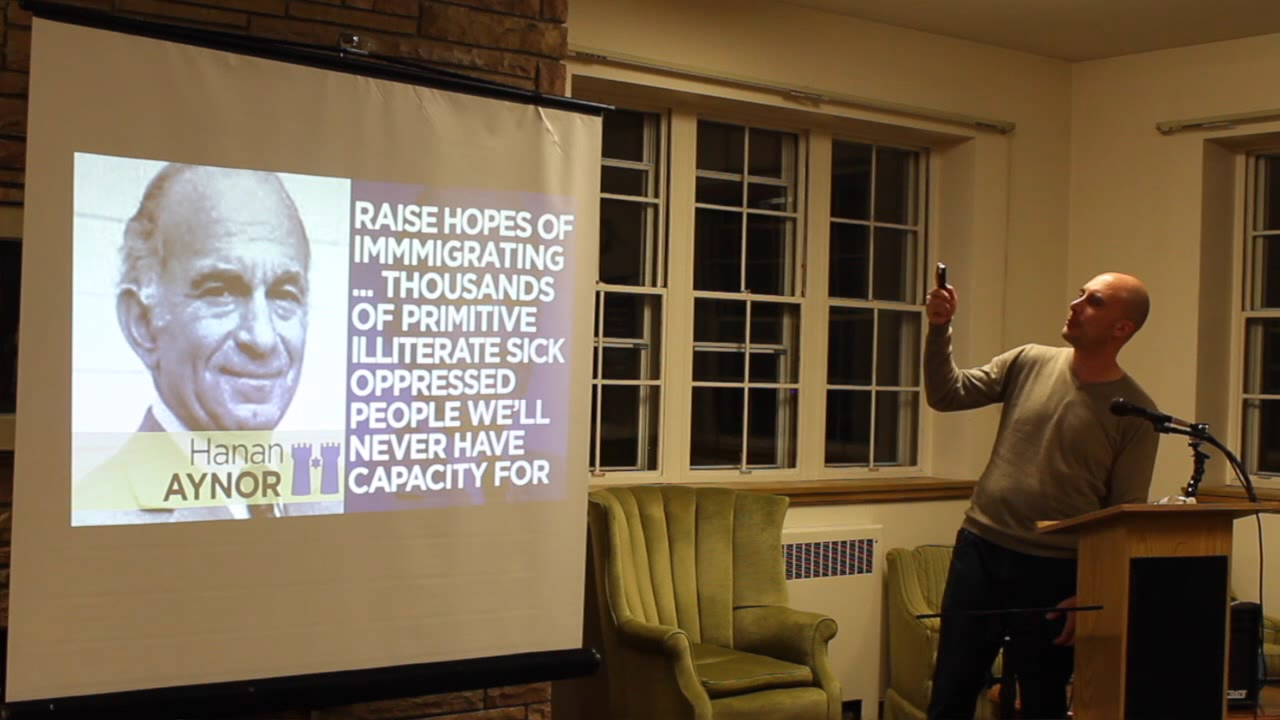 RAISE HOPES OF
IMMMIGRATING
... THOUSANDS
OF PRIMITIVE
ILLITERATE SICK
OPPRESSED
PEOPLE WE'LL
NEVER HAVE
CAPACITY FOR
Hanan
AYNOR